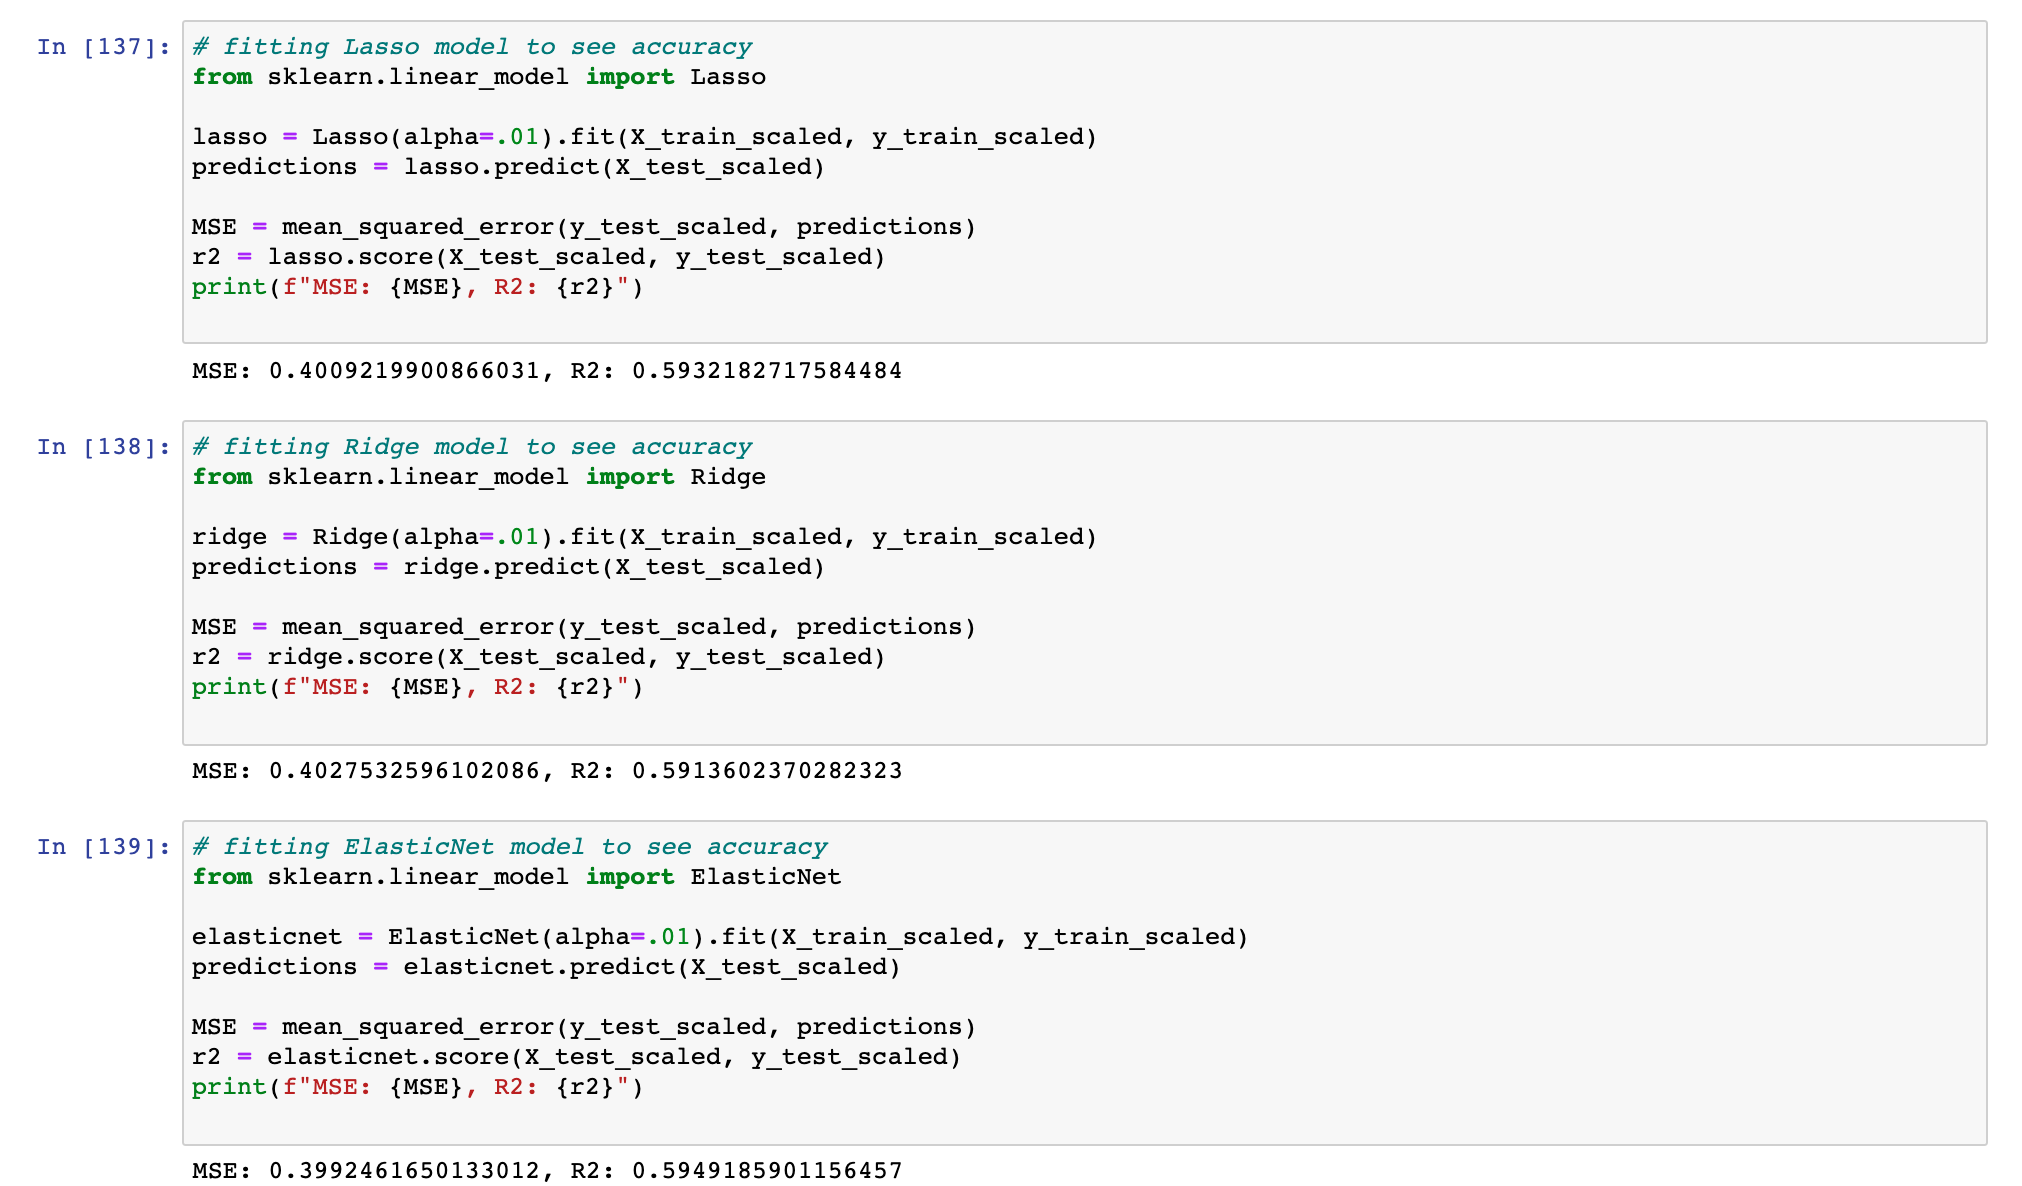 In [137]: # fitting Lasso model to see accuracy
from sklearn.linear_model import Lasso
lasso = Lasso(alpha=.01).fit(X_train_scaled, y_train_scaled)
predictions = lasso.predict(X_test_scaled)
MSE = mean_squared_error(y_test_scaled, predictions)
r2 = lasso.score(X_test_scaled, y_test_scaled)
print(f"MSE: {MSE}, R2: {r2}")
MSE: 0.4009219900866031, R2: 0.5932182717584484
In [138]: # fitting Ridge model to see accuracy
from sklearn.linear_model import Ridge
ridge = Ridge(alpha=.01).fit(X_train_scaled, y_train_scaled)
predictions = ridge.predict(X_test_scaled)
MSE = mean_squared_error(y_test_scaled, predictions)
r2 = ridge.score(X_test_scaled, y_test_scaled)
print(f"MSE: {MSE}, R2: {r2}")
MSE: 0.4027532596102086, R2: 0.5913602370282323
In [139]: # fitting ElasticNet model to see accuracy
from sklearn.linear_model import ElasticNet
elasticnet = ElasticNet(alpha=.01).fit(X_train_scaled, y_train_scaled)
predictions = elasticnet.predict(X_test_scaled)
MSE = mean_squared_error(y_test_scaled, predictions)
r2 = elasticnet.score(X_test_scaled, y_test_scaled)
print(f"MSE: {MSE}, R2: {r2}")
MSE: 0.3992461650133012, R2: 0.5949185901156457